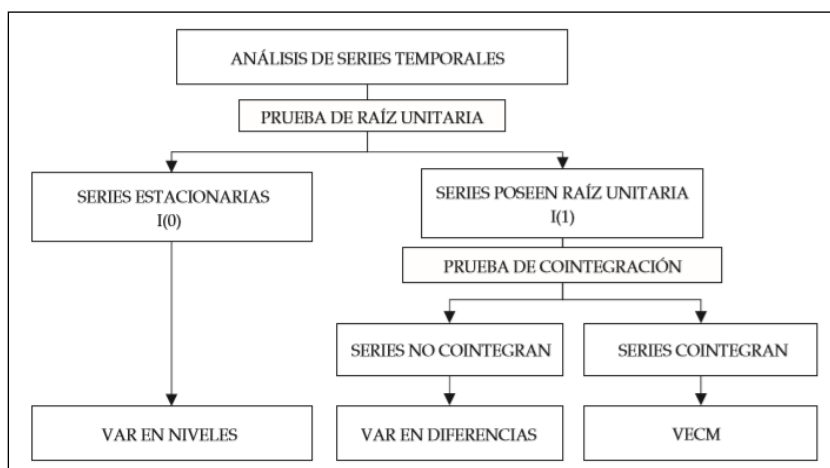 ANÁLISIS DE SERIES TEMPORALES
PRUEBA DE RAÍZ UNITARIA
SERIES ESTACIONARIAS
I(0)
SERIES POSEEN RAÍZ UNITARIA
I(1)
PRUEBA DE COINTEGRACIÓN
SERIES NO COINTEGRAN
SERIES COINTEGRAN
VAR EN NIVELES
VAR EN DIFERENCIAS
VECM